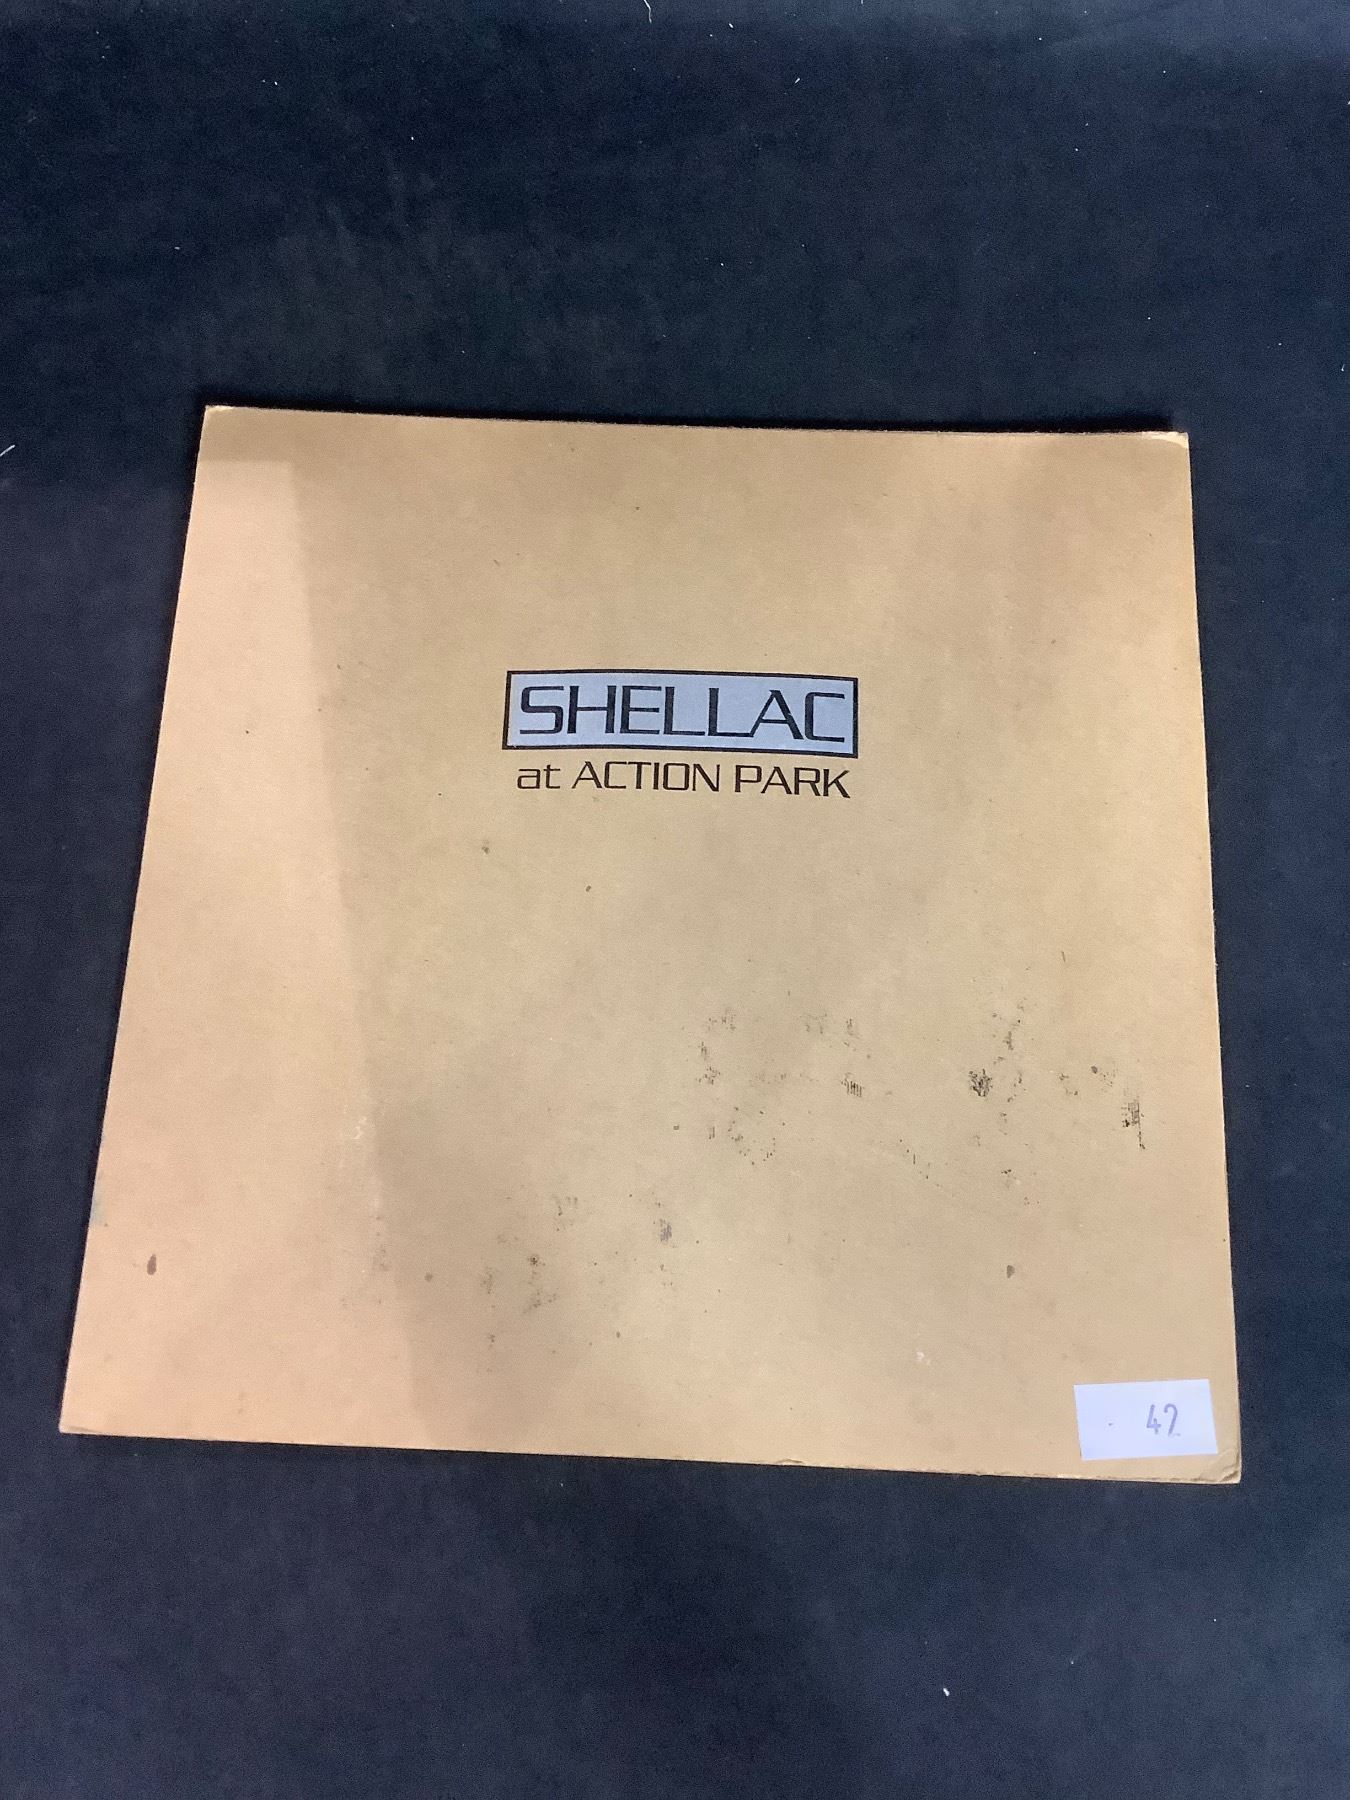 SHELLAC
at ACTION PARK
42